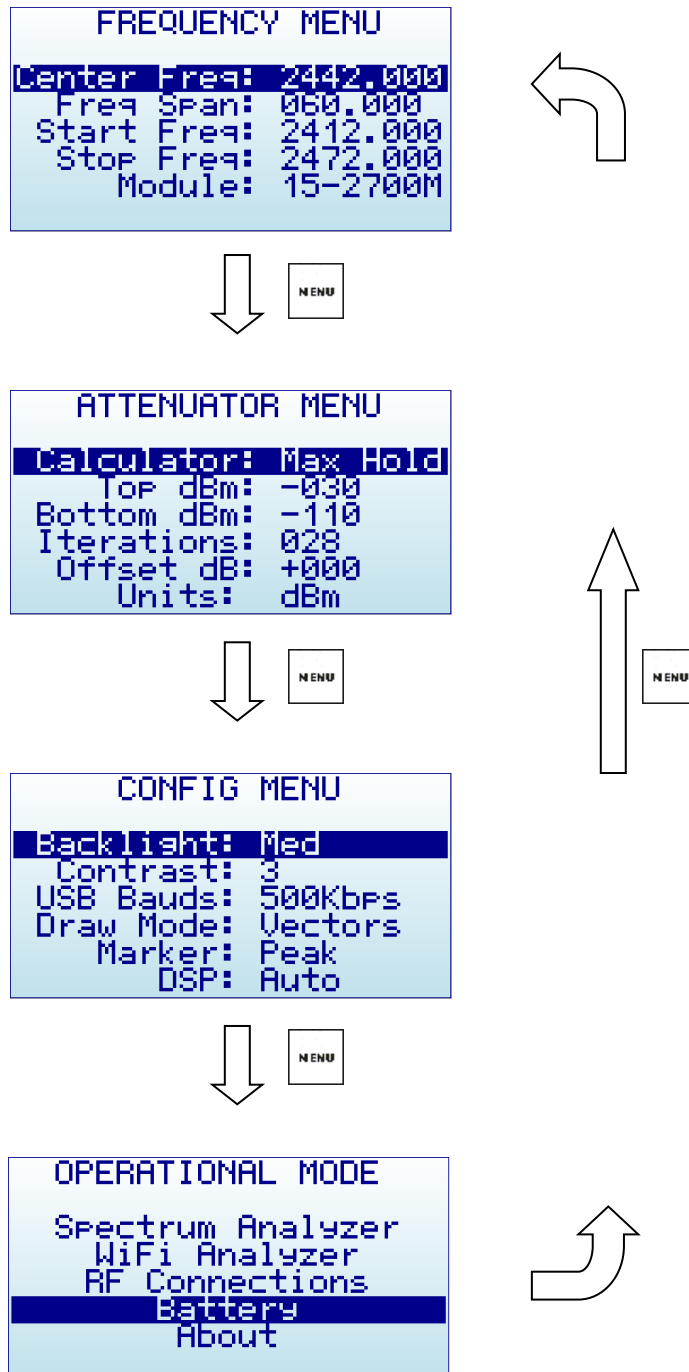 FREQUENCY MENU
Center Freq: 2442.000
Freq Span: 060.000
Start Freq: 2412.000
Stop Freq: 2472.000
Module: 15-2700M
MENU
ATTENUATOR MENU
Calculator: Max Hold
Top dBm: -030
Bottom dBm: -110
Iterations: 028
Offset dB: +000
Units: dBm
MENU
MENU
CONFIG MENU
Backlight: Med
Contrast: 3
USB Bauds: 500Kbps
Draw Mode: Vectors
Marker: Peak
DSP: Auto
MENU
OPERATIONAL MODE
Spectrum Analyzer
WiFi Analyzer
RF Connections
Battery
About